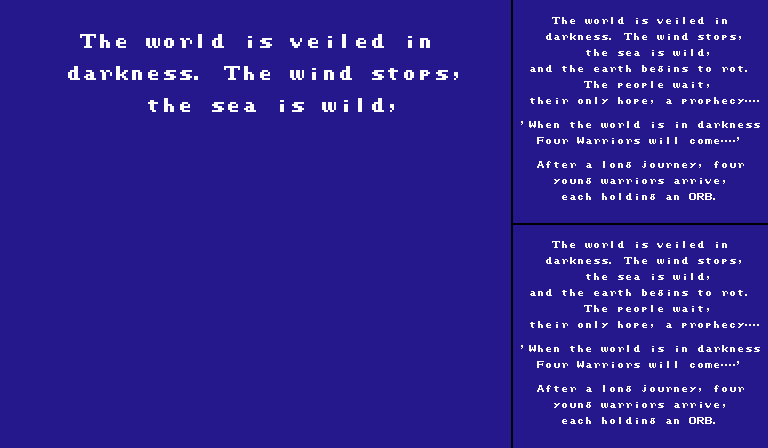 The world is veiled in
darkness. The wind stops,
the sea is wild,
The world is veiled in
darkness. The wind stops,
the sea is wild,
and the earth begins to rot.
The people wait,
their only hope, a prophecy....
'When the world is in darkness
Four Warriors will come....'
After a long journey, four
young warriors arrive,
each holding an ORB.
The world is veiled in
darkness. The wind stops,
the sea is wild,
and the earth begins to rot.
The people wait,
their only hope, a prophecy....
'When the world is in darkness
Four Warriors will come....'
After a long journey, four
young warriors arrive,
each holding an ORB.